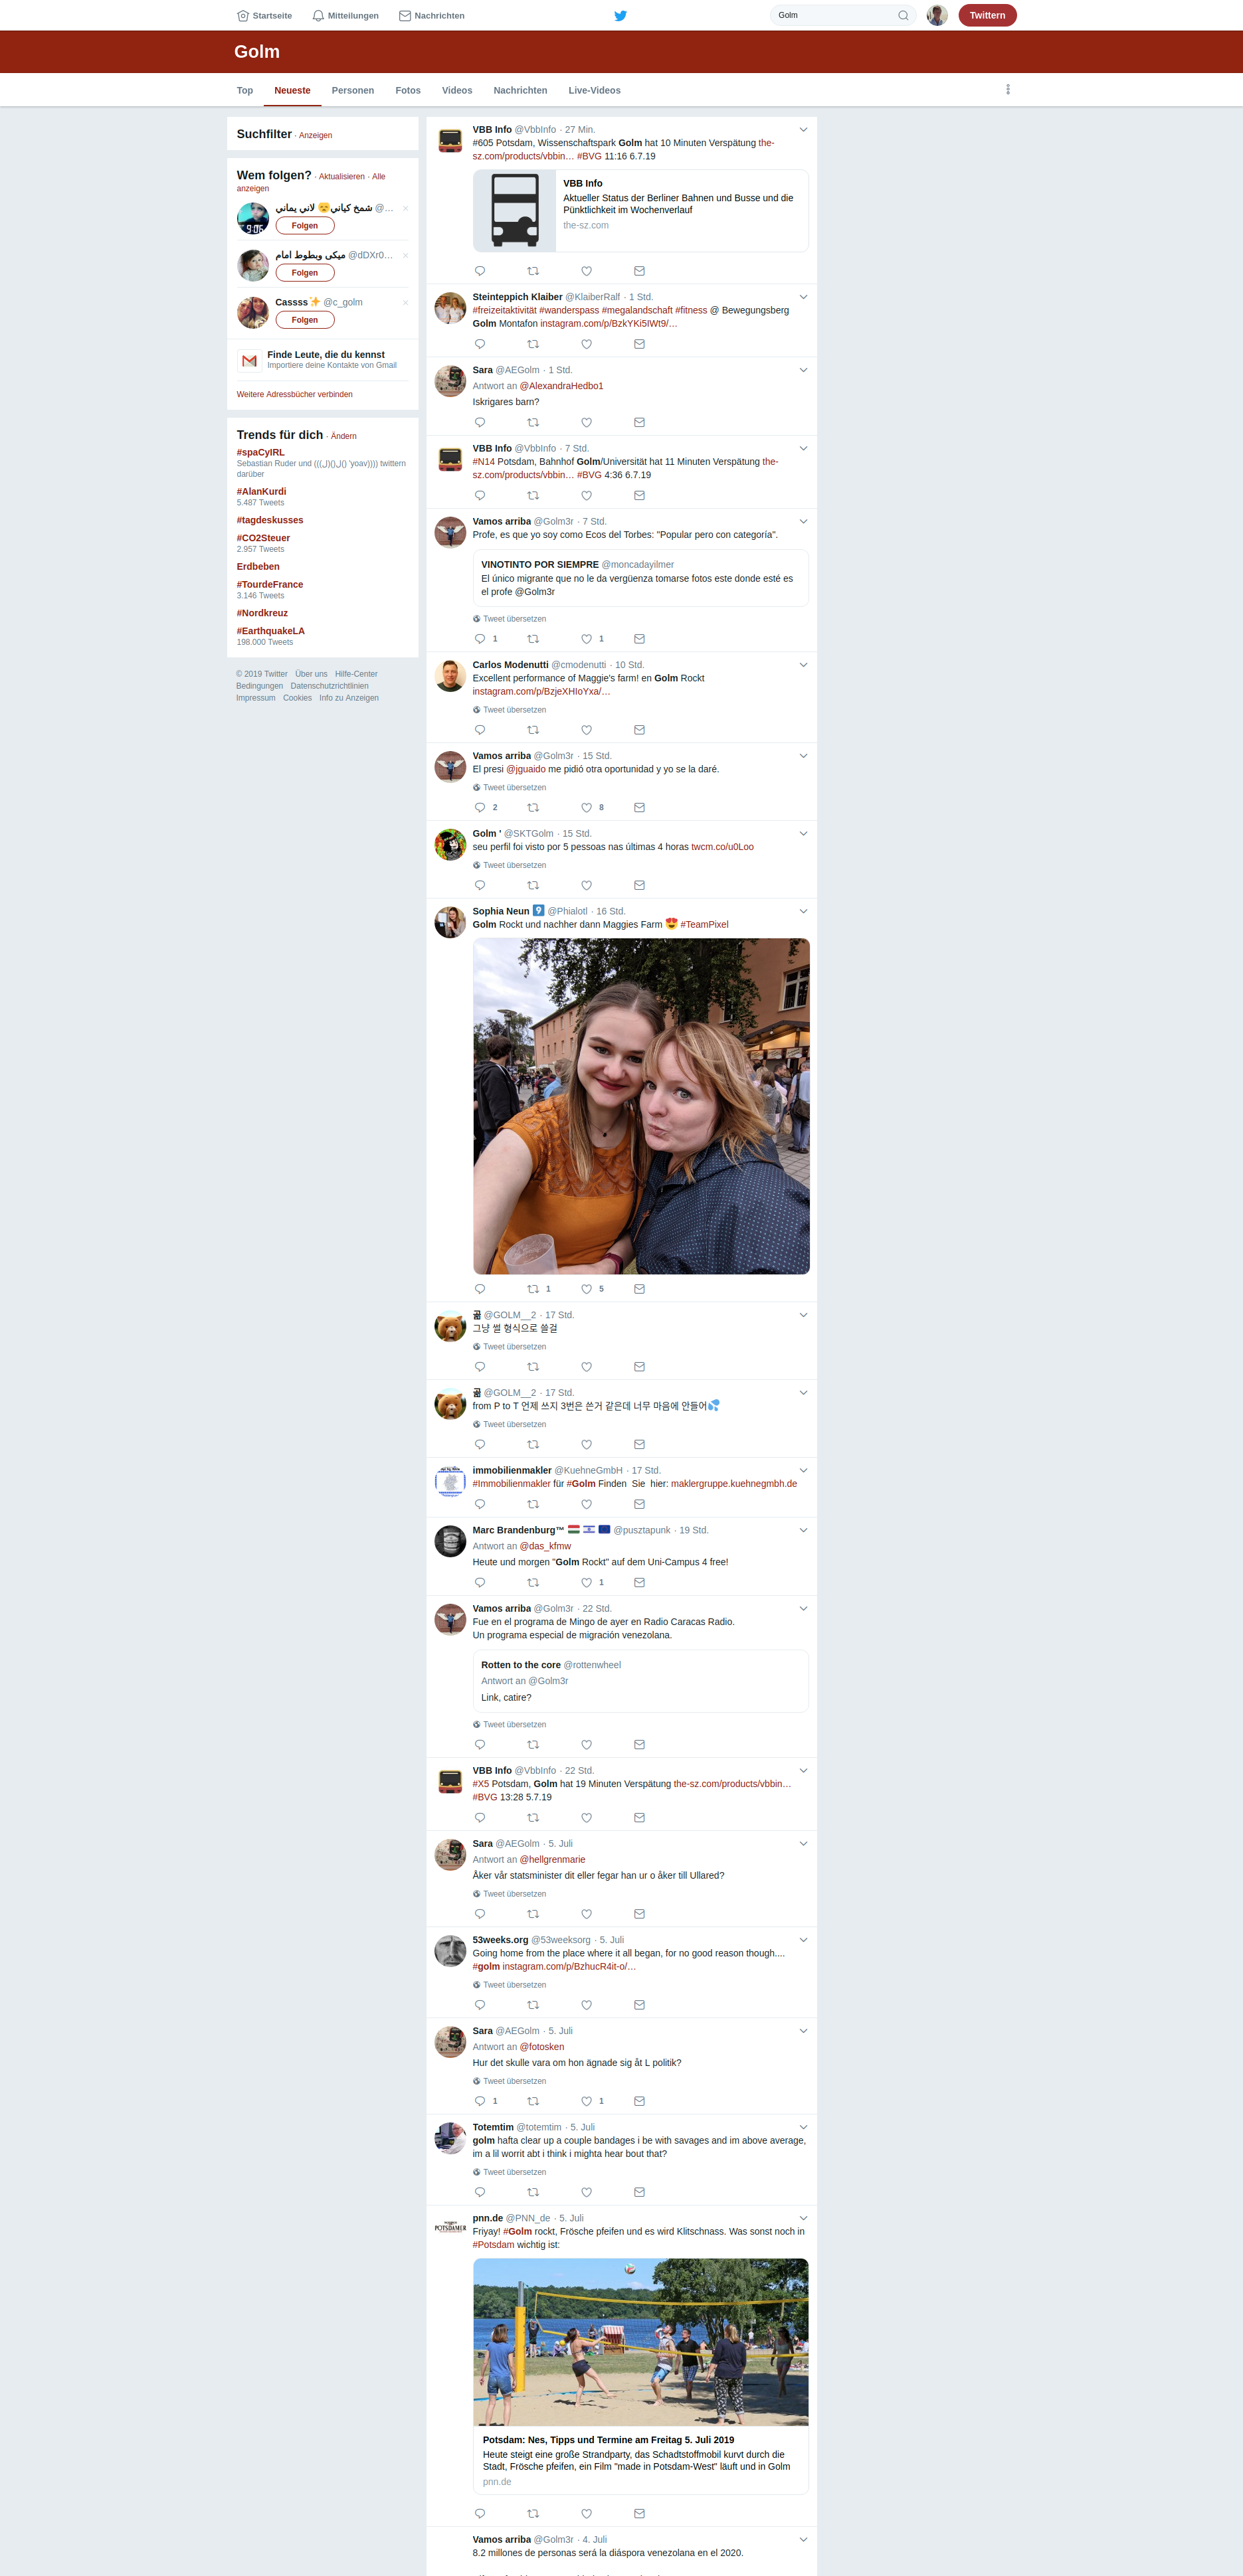 Startseite Mitteilungen Nachrichten Golm Twittern
Golm
Top Neueste Personen Fotos Videos Nachrichten Live-Videos
Suchfilter · Anzeigen
Wem folgen? · Aktualisieren · Alle
anzeigen
شمخ كياني😌 لاني يماني @…
Folgen
ميكى وبطوط امام @dDXr0…
Folgen
Cassss✨ @c_golm
Folgen
Finde Leute, die du kennst
Importiere deine Kontakte von Gmail
Weitere Adressbücher verbinden
Trends für dich · Ändern
#spaCyIRL
darüber
#AlanKurdi
5.487 Tweets
#tagdeskusses
#CO2Steuer
2.957 Tweets
Erdbeben
#TourdeFrance
3.146 Tweets
#Nordkreuz
#EarthquakeLA
198.000 Tweets
© 2019 Twitter Über uns Hilfe-Center
Bedingungen Datenschutzrichtlinien
Impressum Cookies Info zu Anzeigen
VBB Info @VbbInfo · 27 Min.
#605 Potsdam, Wissenschaftspark Golm hat 10 Minuten Verspätung the-
sz.com/products/vbbin… #BVG 11:16 6.7.19
VBB Info
Aktueller Status der Berliner Bahnen und Busse und die
Pünktlichkeit im Wochenverlauf
the-sz.com
Steinteppich Klaiber @KlaiberRalf · 1 Std.
#freizeitaktivität #wanderspass #megalandschaft #fitness @ Bewegungsberg
Golm Montafon instagram.com/p/BzkYKi5IWt9/…
Sara @AEGolm · 1 Std.
Antwort an @AlexandraHedbo1
Iskrigares barn?
VBB Info @VbbInfo · 7 Std.
#N14 Potsdam, Bahnhof Golm/Universität hat 11 Minuten Verspätung the-
sz.com/products/vbbin… #BVG 4:36 6.7.19
Vamos arriba @Golm3r · 7 Std.
Profe, es que yo soy como Ecos del Torbes: "Popular pero con categoría".
VINOTINTO POR SIEMPRE @moncadayilmer
El único migrante que no le da vergüenza tomarse fotos este donde esté es
el profe @Golm3r
Tweet übersetzen
1 1
Carlos Modenutti @cmodenutti · 10 Std.
Excellent performance of Maggie's farm! en Golm Rockt
instagram.com/p/BzjeXHIoYxa/…
Tweet übersetzen
Vamos arriba @Golm3r · 15 Std.
El presi @jguaido me pidió otra oportunidad y yo se la daré.
Tweet übersetzen
2 8
Golm ' @SKTGolm · 15 Std.
seu perfil foi visto por 5 pessoas nas últimas 4 horas twcm.co/u0Loo
Tweet übersetzen
Sophia Neun 9️⃣ @Phialotl · 16 Std.
Golm Rockt und nachher dann Maggies Farm 😍 #TeamPixel
1 5
곪 @GOLM__2 · 17 Std.
그냥 썰 형식으로 쓸걸
Tweet übersetzen
곪 @GOLM__2 · 17 Std.
from P to T 언제 쓰지 3번은 쓴거 같은데 너무 마음에 안들어💦
Tweet übersetzen
immobilienmakler @KuehneGmbH · 17 Std.
#Immobilienmakler für #Golm Finden Sie hier: maklergruppe.kuehnegmbh.de
Marc Brandenburg™ 🇭🇺 🇮🇱 🇪🇺 @pusztapunk · 19 Std.
Antwort an @das_kfmw
Heute und morgen "Golm Rockt" auf dem Uni-Campus 4 free!
1
Vamos arriba @Golm3r · 22 Std.
Fue en el programa de Mingo de ayer en Radio Caracas Radio.
Un programa especial de migración venezolana.
Rotten to the core @rottenwheel
Antwort an @Golm3r
Link, catire?
Tweet übersetzen
VBB Info @VbbInfo · 22 Std.
#X5 Potsdam, Golm hat 19 Minuten Verspätung the-sz.com/products/vbbin…
#BVG 13:28 5.7.19
Sara @AEGolm · 5. Juli
Antwort an @hellgrenmarie
Åker vår statsminister dit eller fegar han ur o åker till Ullared?
Tweet übersetzen
53weeks.org @53weeksorg · 5. Juli
Going home from the place where it all began, for no good reason though....
#golm instagram.com/p/BzhucR4it-o/…
Tweet übersetzen
Sara @AEGolm · 5. Juli
Antwort an @fotosken
Hur det skulle vara om hon ägnade sig åt L politik?
Tweet übersetzen
1 1
Totemtim @totemtim · 5. Juli
golm hafta clear up a couple bandages i be with savages and im above average,
im a lil worrit abt i think i mighta hear bout that?
Tweet übersetzen
POTSDAMER
pnn.de @PNN_de · 5. Juli
Friyay! #Golm rockt, Frösche pfeifen und es wird Klitschnass. Was sonst noch in
#Potsdam wichtig ist:
Potsdam: Nes, Tipps und Termine am Freitag 5. Juli 2019
Heute steigt eine große Strandparty, das Schadtstoffmobil kurvt durch die
Stadt, Frösche pfeifen, ein Film "made in Potsdam-West" läuft und in Golm
pnn.de
Vamos arriba @Golm3r · 4. Juli
8.2 millones de personas será la diáspora venezolana en el 2020.